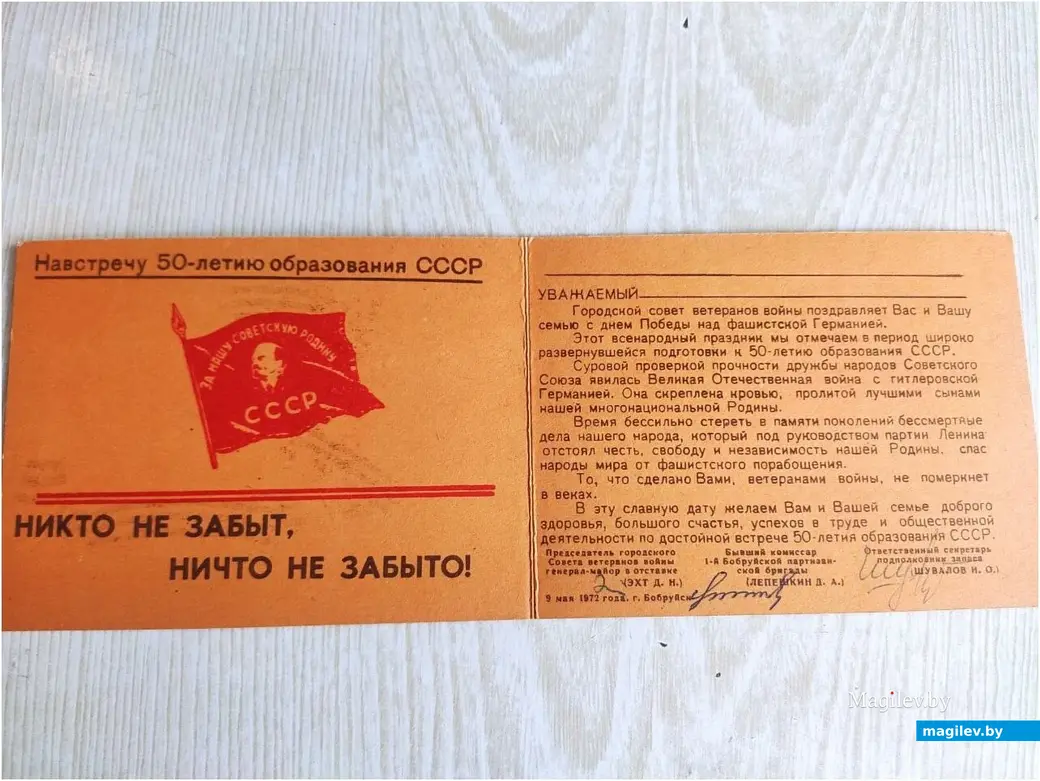 Навстречу 50-летию образования СССР
ЗА НАШУ СОВЕТСКУЮ РОДИНУ
СССР
НИКТО НЕ ЗАБЫТ,
НИЧТО НЕ ЗАБЫТО!
УВАЖАЕМЫЙ
Городской совет ветеранов войны поздравляет Вас и Вашу
семью с днем Победы над фашистской Германией.
Этот всенародный праздник мы отмечаем в период широко
развернувшейся подготовки к 50-летию образования СССР.
Суровой проверкой прочности дружбы народов Советского
Союза явилась Великая Отечественная война с гитлеровской
Германией. Она скреплена кровью, пролитой лучшими сынами
нашей многонациональной Родины.
Время бессильно стереть в памяти поколений бессмертные
дела нашего народа, который под руководством партии Ленина
отстоял честь, свободу и независимость нашей Родины, спас
народы мира от фашистского порабощения.
То, что сделано Вами, ветеранами войны, не померкнет
в веках.
В эту славную дату желаем Вам и Вашей семье доброго
здоровья, большого счастья, успехов в труде и общественной
деятельности по достойной встрече 50-летия образования СССР.
Председатель городского
Совета ветеранов войны
генерал-майор в отставке
(ЭХТ Д. Н.)
Бывший комиссар
1-й Бобруйской партизан-
ской бригады
(ЛЕПЕШКИН Д. А.)
Ответственный секретарь
подполковник запаса
(ШУВАЛОВ И. О.)
9 мая 1972 года. г. Бобруйск
Magilev.by
magilev.by